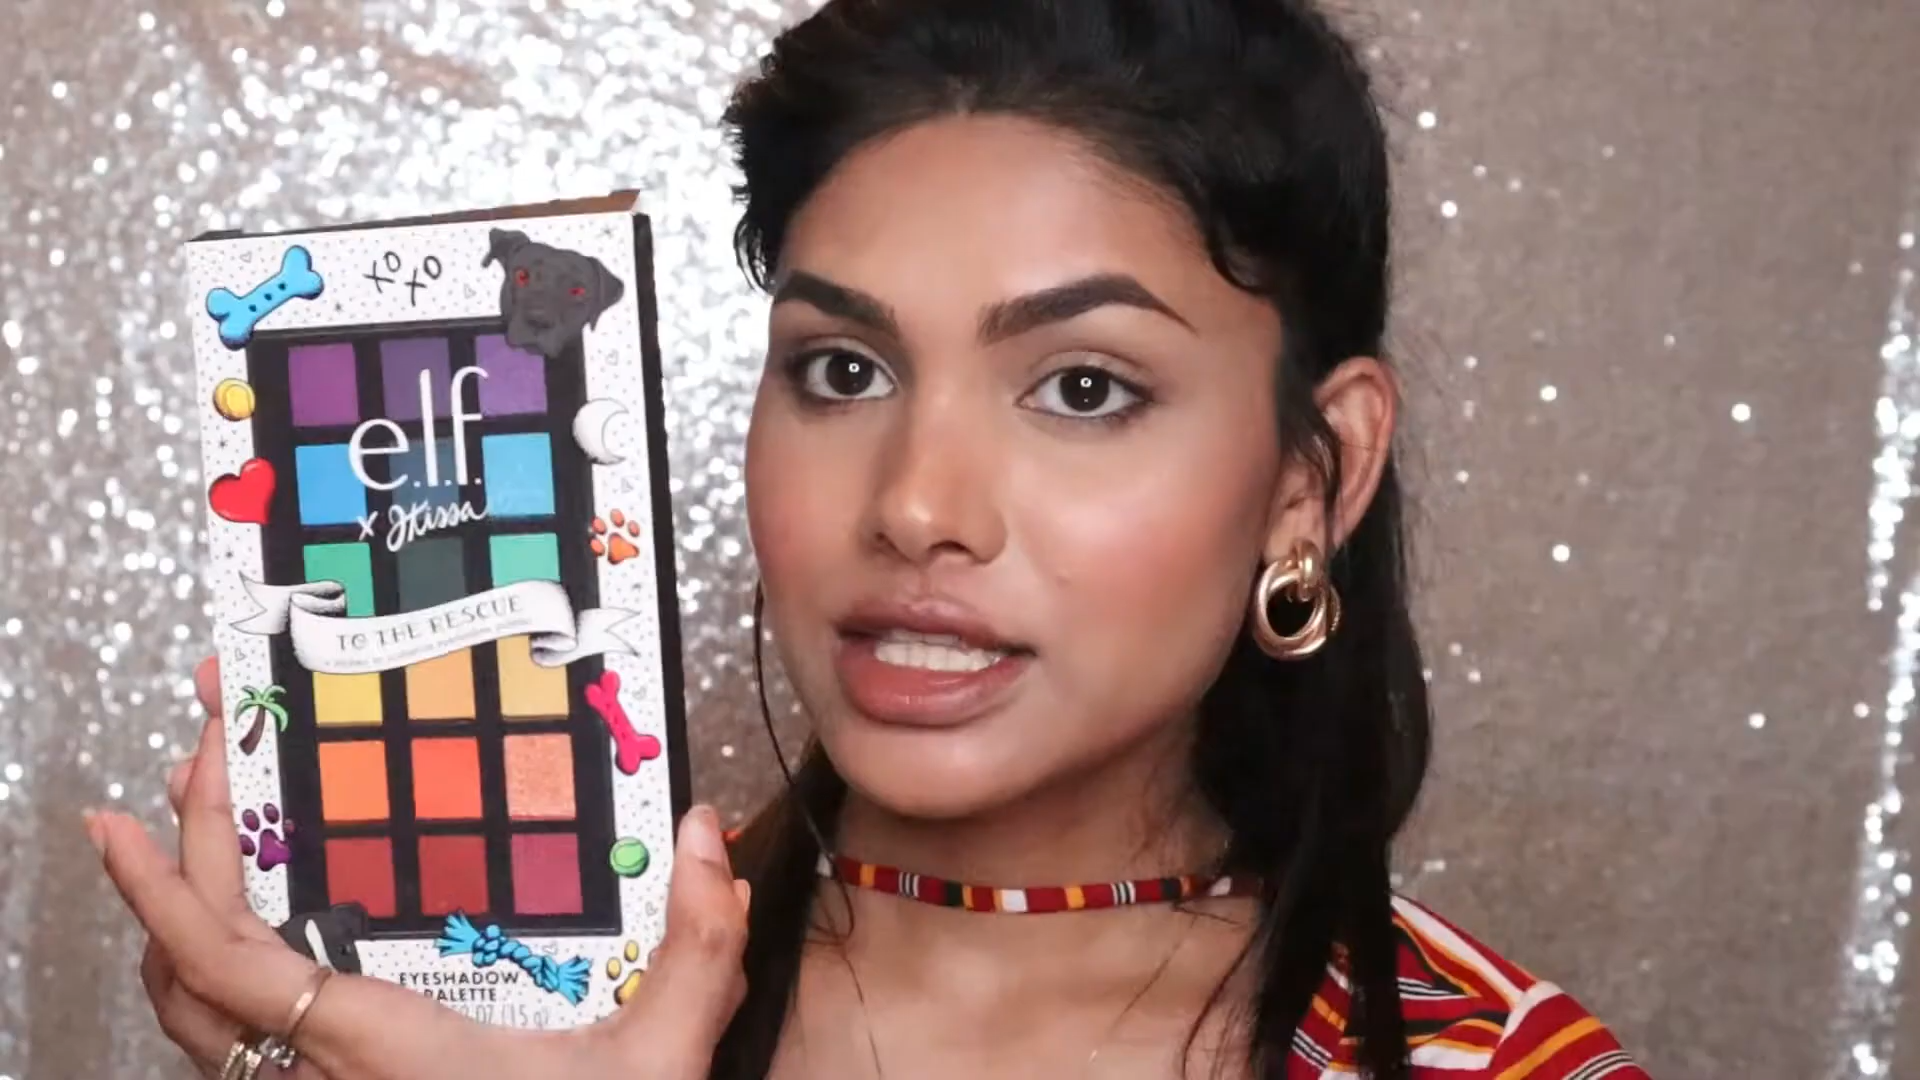 XOXO
e.l.f.
x JKissa
TO THE RESCUE
EYESHADOW
PALETTE